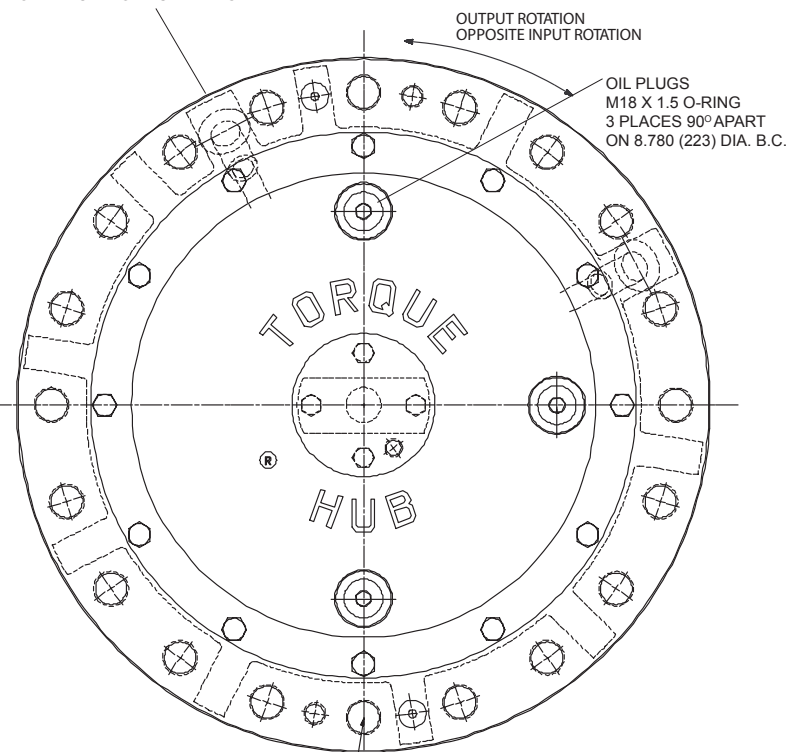 OUTPUT ROTATION
OPPOSITE INPUT ROTATION
OIL PLUGS
M18 X 1.5 O-RING
3 PLACES 90° APART
ON 8.780 (223) DIA. B.C.
TORQUE
®
HUB